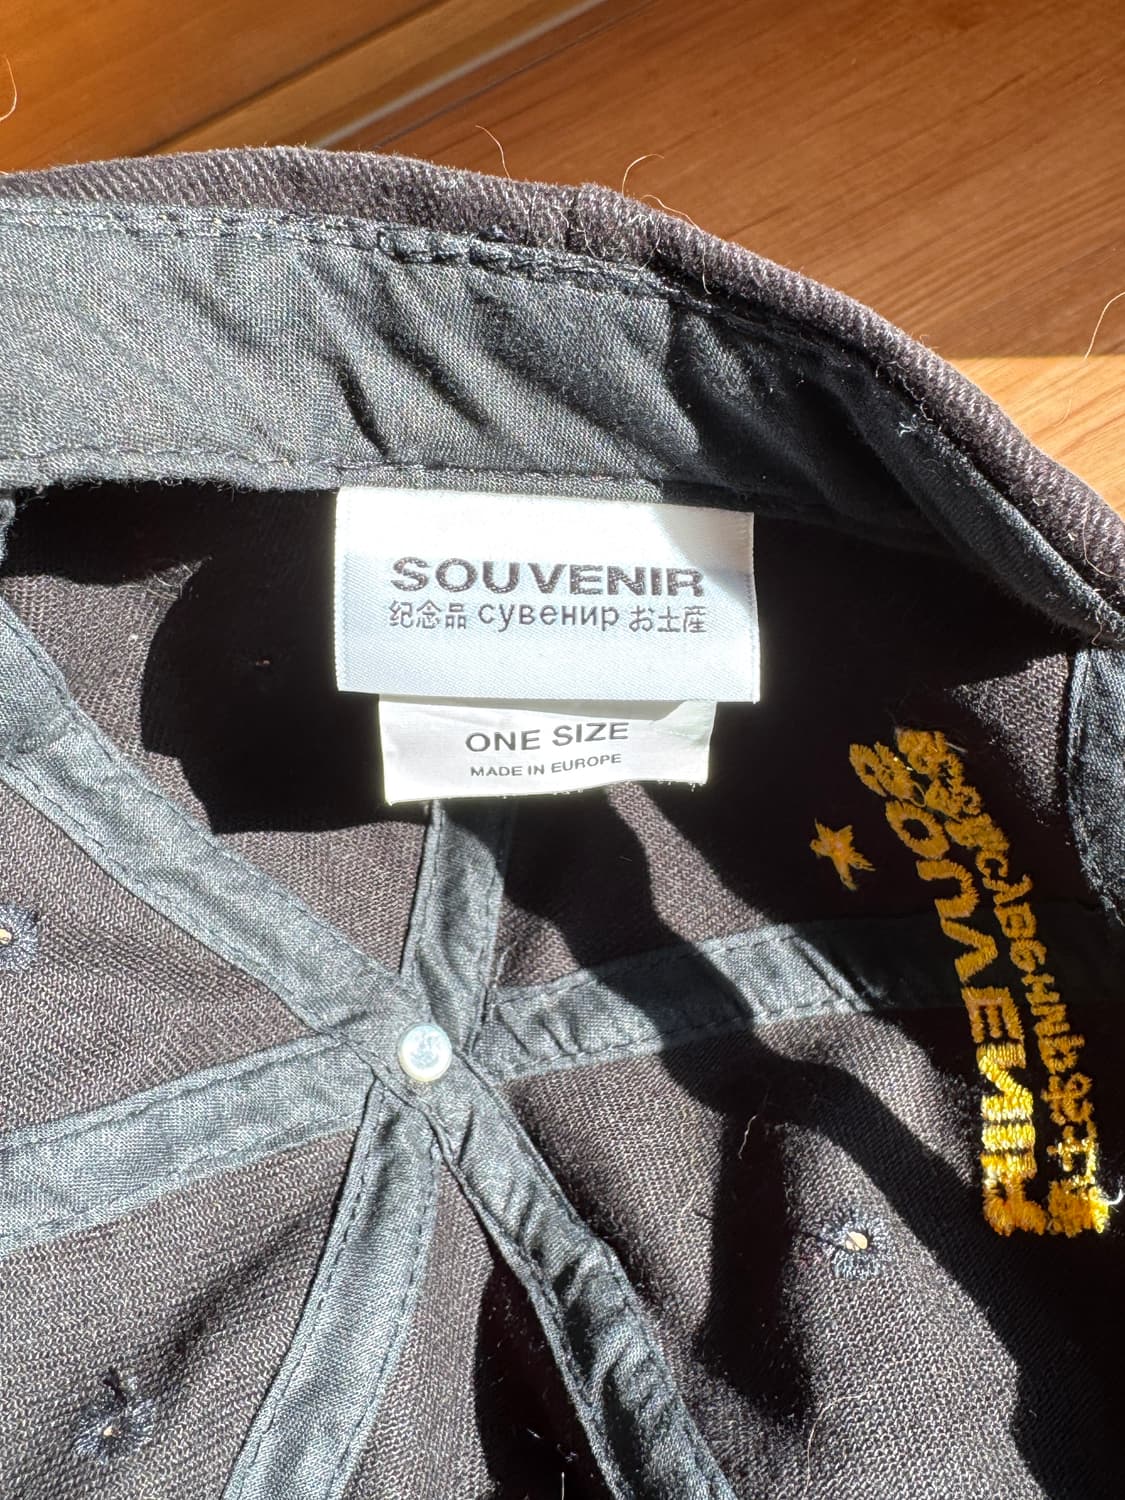 SOUVENIR
纪念品 сувенир お土産
ONE SIZE
MADE IN EUROPE